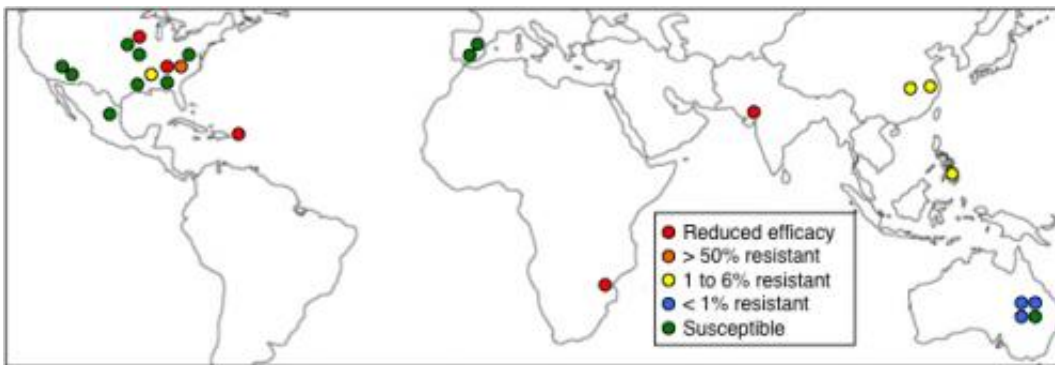 Reduced efficacy
> 50% resistant
1 to 6% resistant
< 1% resistant
Susceptible